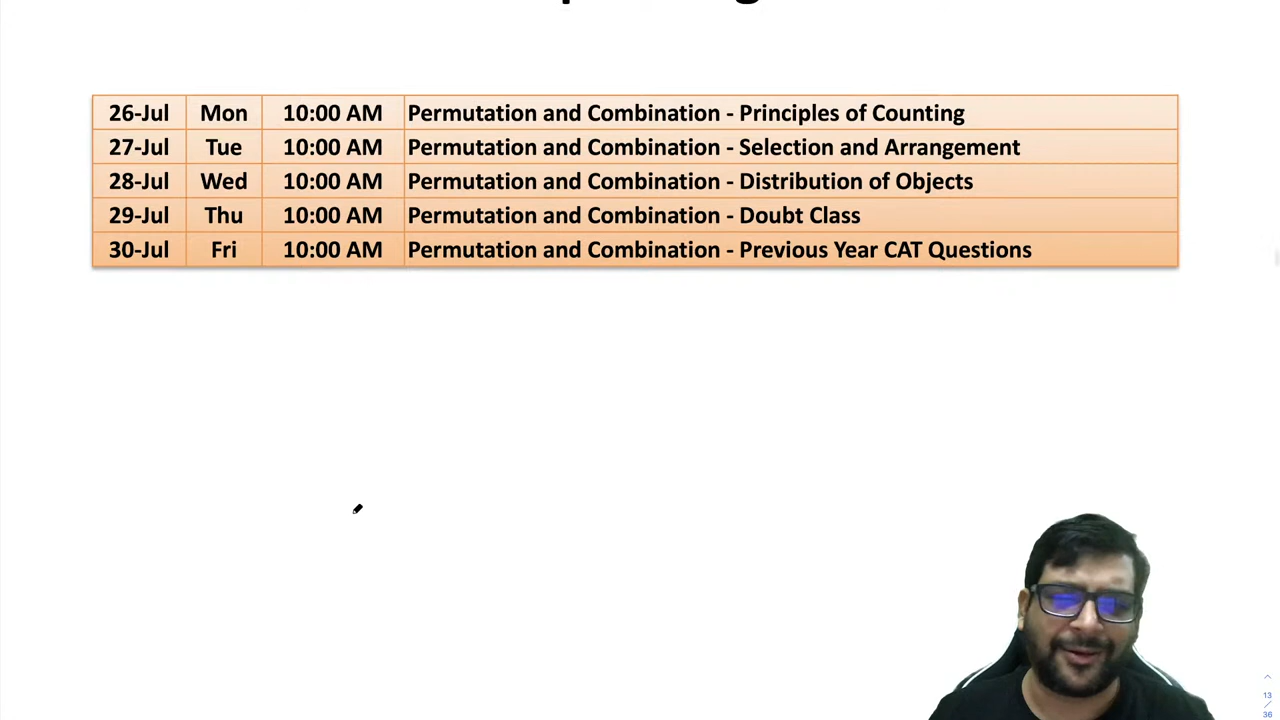 26-Jul Mon 10:00 AM Permutation and Combination - Principles of Counting
27-Jul Tue 10:00 AM Permutation and Combination - Selection and Arrangement
28-Jul Wed 10:00 AM Permutation and Combination - Distribution of Objects
29-Jul Thu 10:00 AM Permutation and Combination - Doubt Class
30-Jul Fri 10:00 AM Permutation and Combination - Previous Year CAT Questions
13
/
36